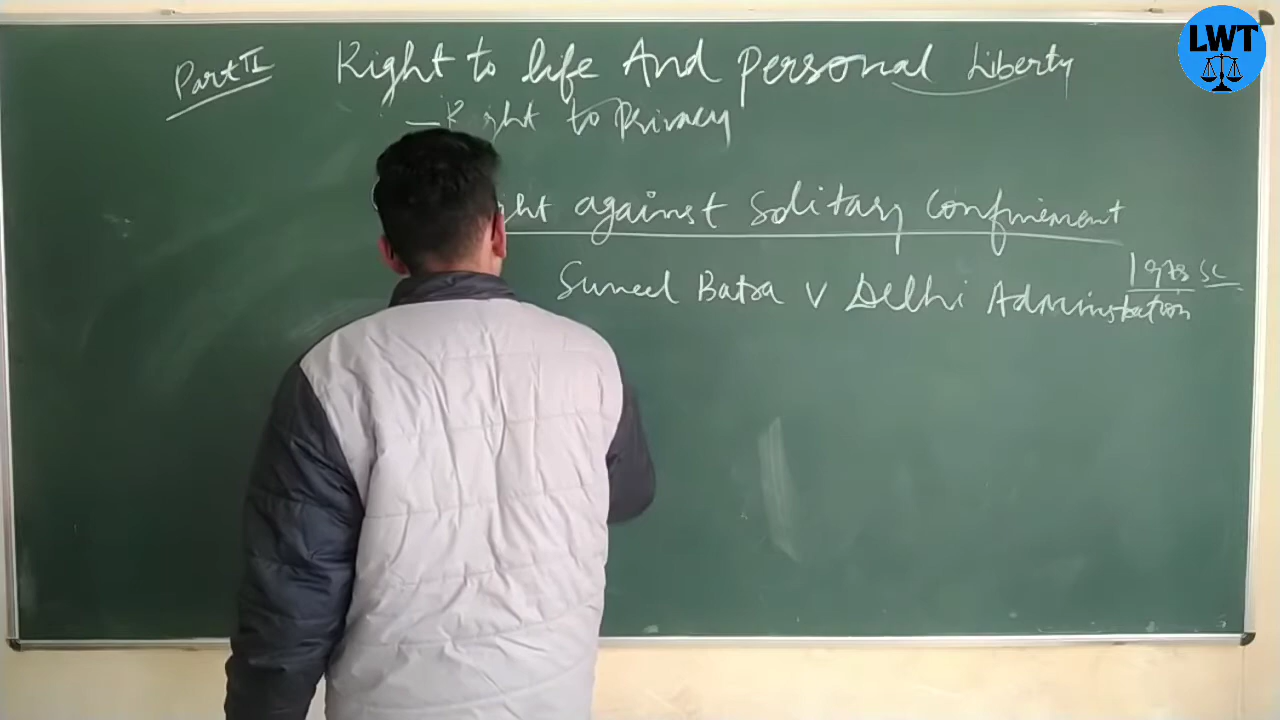 LWT
Part II
Right to life And personal Liberty
- Right to Privacy
ght against Solitary Confinement
Suneel Batra v Delhi Administration
1978 SC